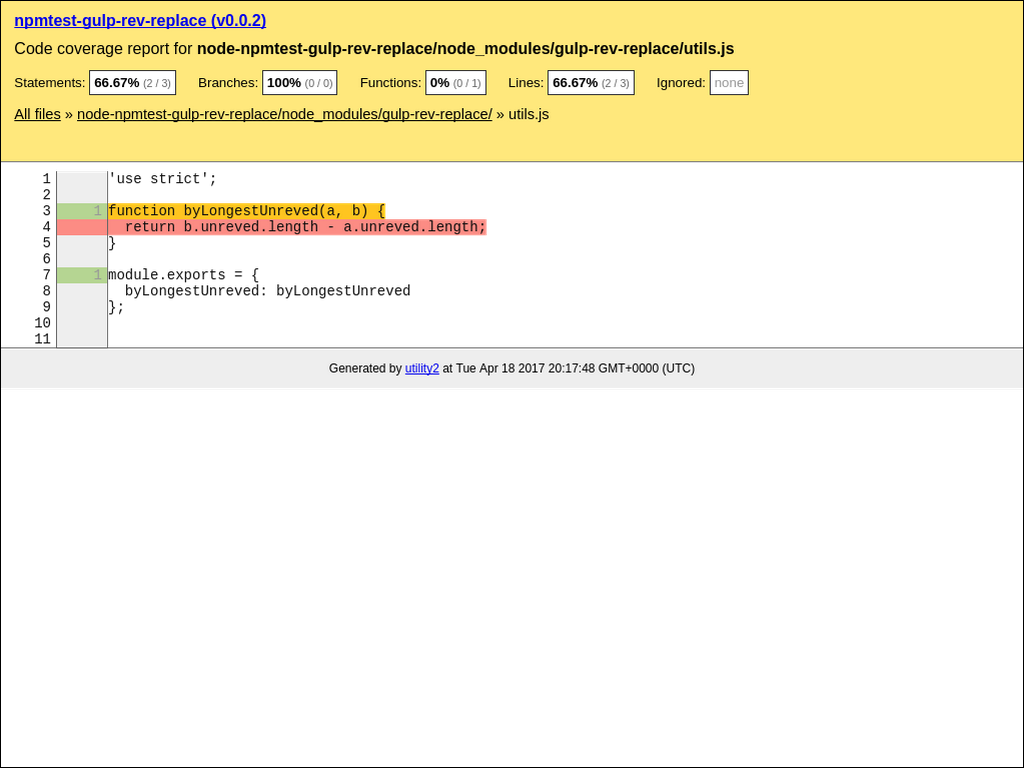 npmtest-gulp-rev-replace (v0.0.2)
Code coverage report for node-npmtest-gulp-rev-replace/node_modules/gulp-rev-replace/utils.js
Statements: 66.67% (2 / 3) Branches: 100% (0 / 0) Functions: 0% (0 / 1) Lines: 66.67% (2 / 3) Ignored: none
All files » node-npmtest-gulp-rev-replace/node_modules/gulp-rev-replace/ » utils.js
1 'use strict';
2
3 1 function byLongestUnreved(a, b) {
4   return b.unreved.length - a.unreved.length;
5 }
6
7 1 module.exports = {
8   byLongestUnreved: byLongestUnreved
9 };
10
11
Generated by utility2 at Tue Apr 18 2017 20:17:48 GMT+0000 (UTC)